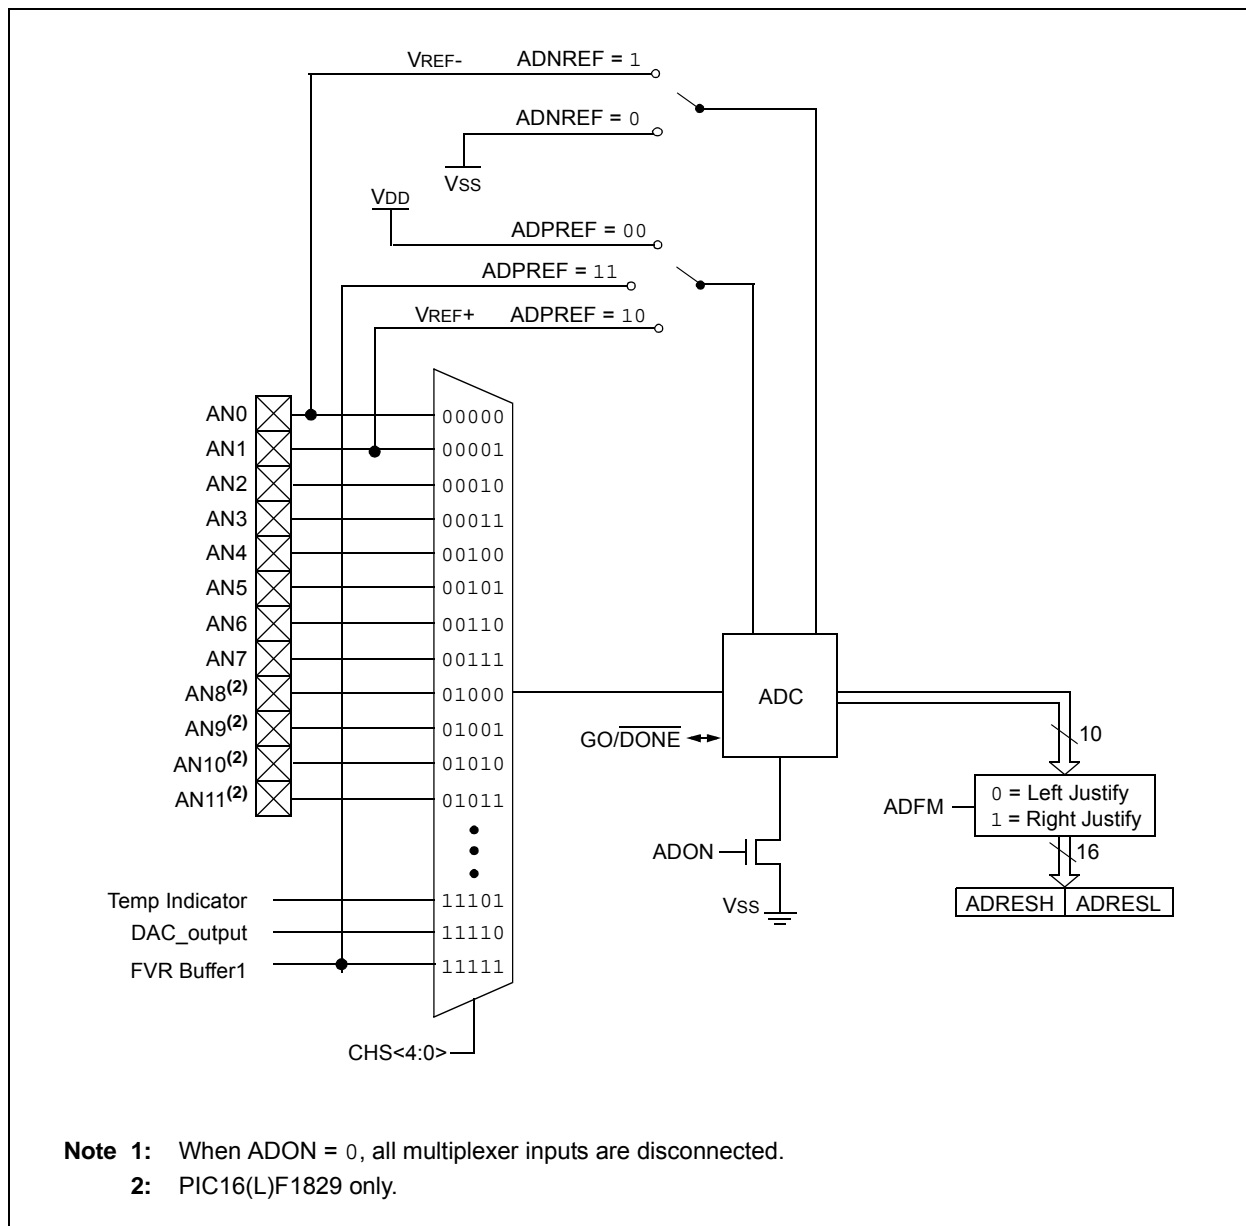 VREF- ADNREF = 1
ADNREF = 0
VSS
VDD
ADPREF = 00
ADPREF = 11
VREF+ ADPREF = 10
AN0 00000
AN1 00001
AN2 00010
AN3 00011
AN4 00100
AN5 00101
AN6 00110
AN7 00111
AN8(2) 01000
ADC
AN9(2) 01001
GO/DONE
10
AN10(2) 01010
AN11(2) 01011
0 = Left Justify
ADFM
1 = Right Justify
ADON
16
Temp Indicator 11101
VSS
ADRESH ADRESL
DAC_output 11110
FVR Buffer1 11111
CHS<4:0>
Note 1: When ADON = 0, all multiplexer inputs are disconnected.
2: PIC16(L)F1829 only.